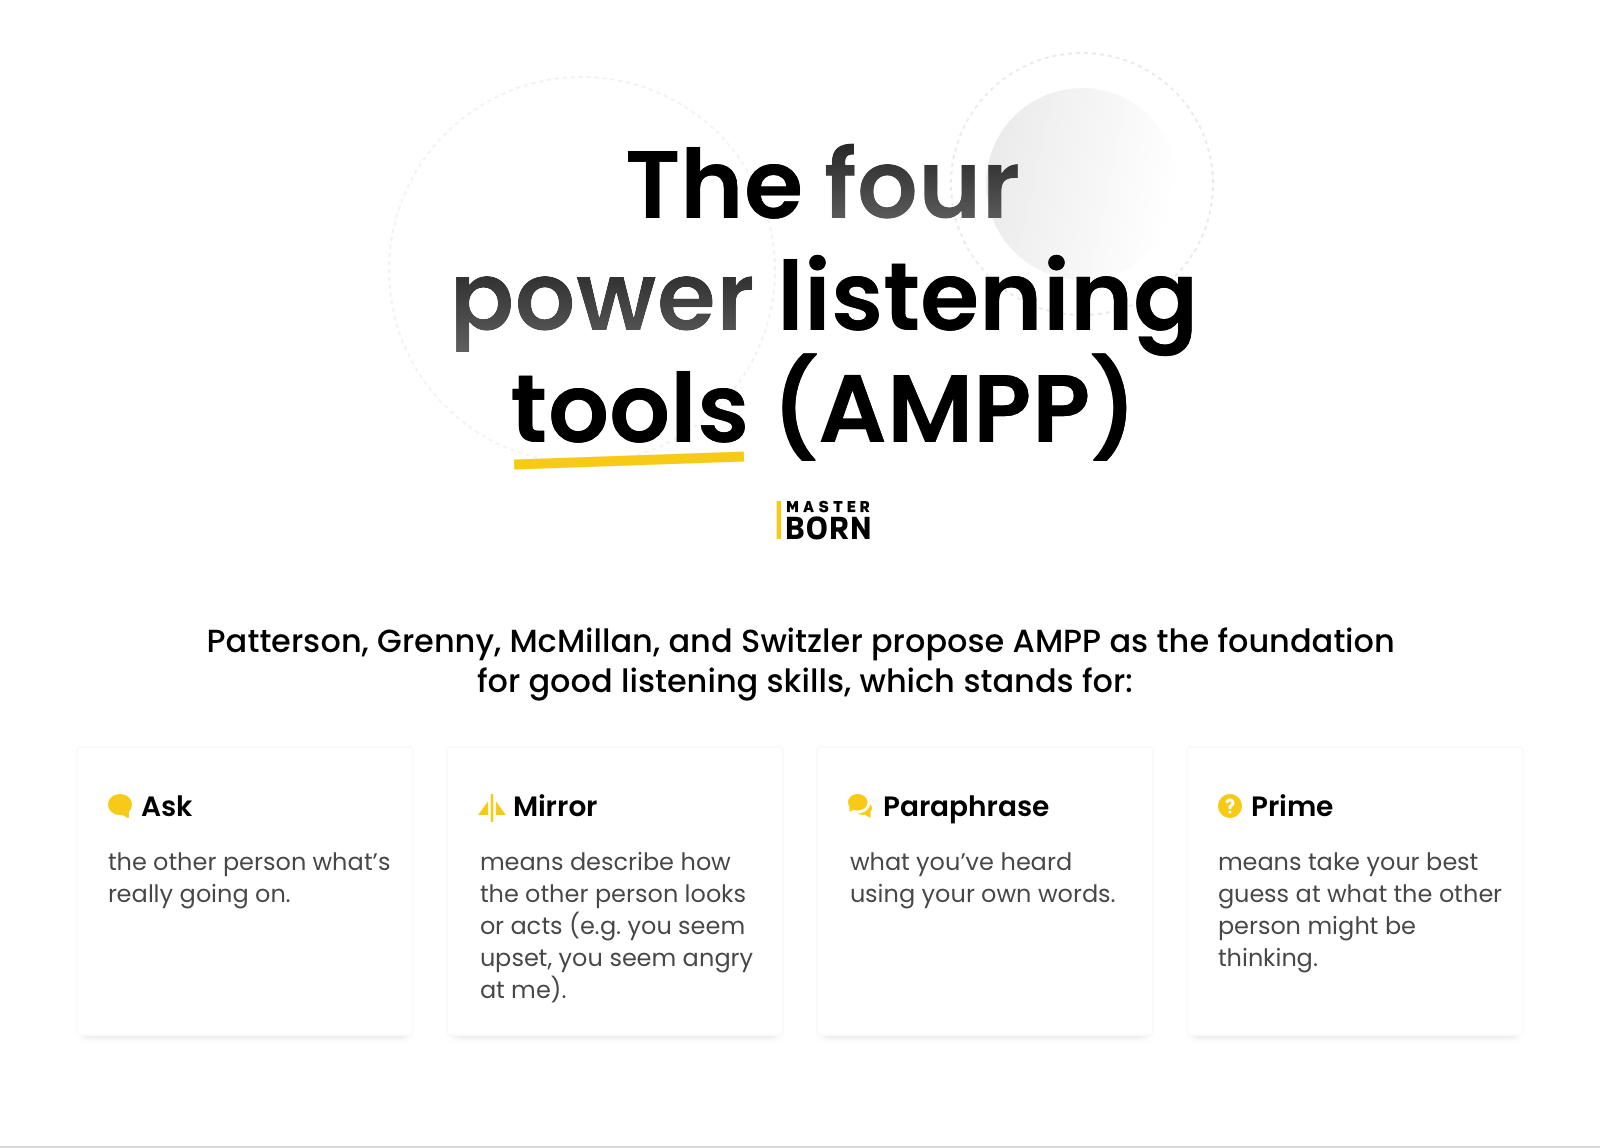 The four
power listening
tools (AMPP)
MASTER
BORN
Patterson, Grenny, McMillan, and Switzler propose AMPP as the foundation
for good listening skills, which stands for:
Ask
the other person what’s
really going on.
Mirror
means describe how
the other person looks
or acts (e.g. you seem
upset, you seem angry
at me).
Paraphrase
what you’ve heard
using your own words.
Prime
means take your best
guess at what the other
person might be
thinking.